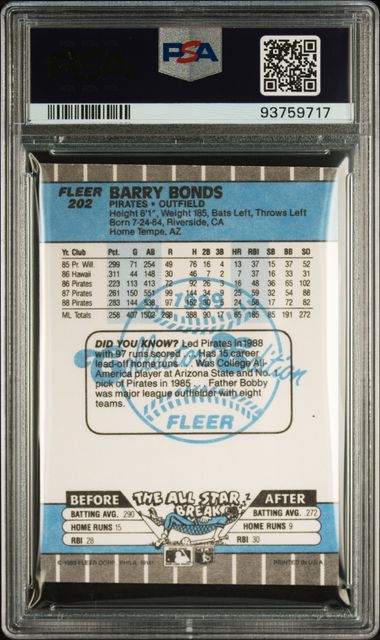 PSA
93759717
FLEER
202
BARRY BONDS
PIRATES • OUTFIELD
Height 6'1", Weight 185, Bats Left, Throws Left
Born 7-24-64, Riverside, CA
Home Tempe, AZ
Yr. Club Pct. G AB R H 2B 3B HR RBI SB BB SO
85 Pr. Will. .299 71 254 49 76 16 4 13 37 15 37 52
86 Hawaii .311 44 148 30 46 7 2 7 37 16 33 31
86 Pirates .223 113 413 72 92 26 3 16 48 36 65 102
87 Pirates .261 150 551 99 144 34 9 25 59 32 54 88
88 Pirates .283 144 538 97 152 30 5 24 58 17 72 82
ML Totals .258 407 1502 268 388 90 17 65 165 85 191 272
1989
DID YOU KNOW? Led Pirates in 1988
with 97 runs scored ... Has 15 career
lead-off home runs ... Was College All-
America player at Arizona State and No. 1
pick of Pirates in 1985 ... Father Bobby
was major league outfielder with eight
teams.
FLEER
BEFORE THE ALL STAR BREAK AFTER
BATTING AVG. .290 BATTING AVG. .272
HOME RUNS 15 HOME RUNS 9
RBI 28 RBI 30
© 1989 FLEER CORP., PHILA., 19141 PRINTED IN U.S.A.